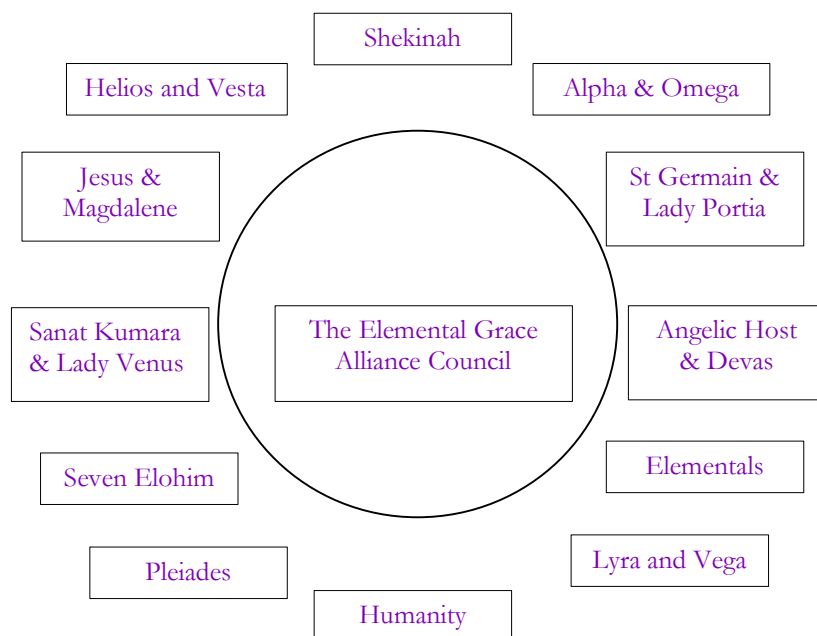 Shekinah
Helios and Vesta
Alpha & Omega
Jesus &
Magdalene
St Germain &
Lady Portia
Sanat Kumara
& Lady Venus
The Elemental Grace
Alliance Council
Angelic Host
& Devas
Seven Elohim
Elementals
Pleiades
Lyra and Vega
Humanity